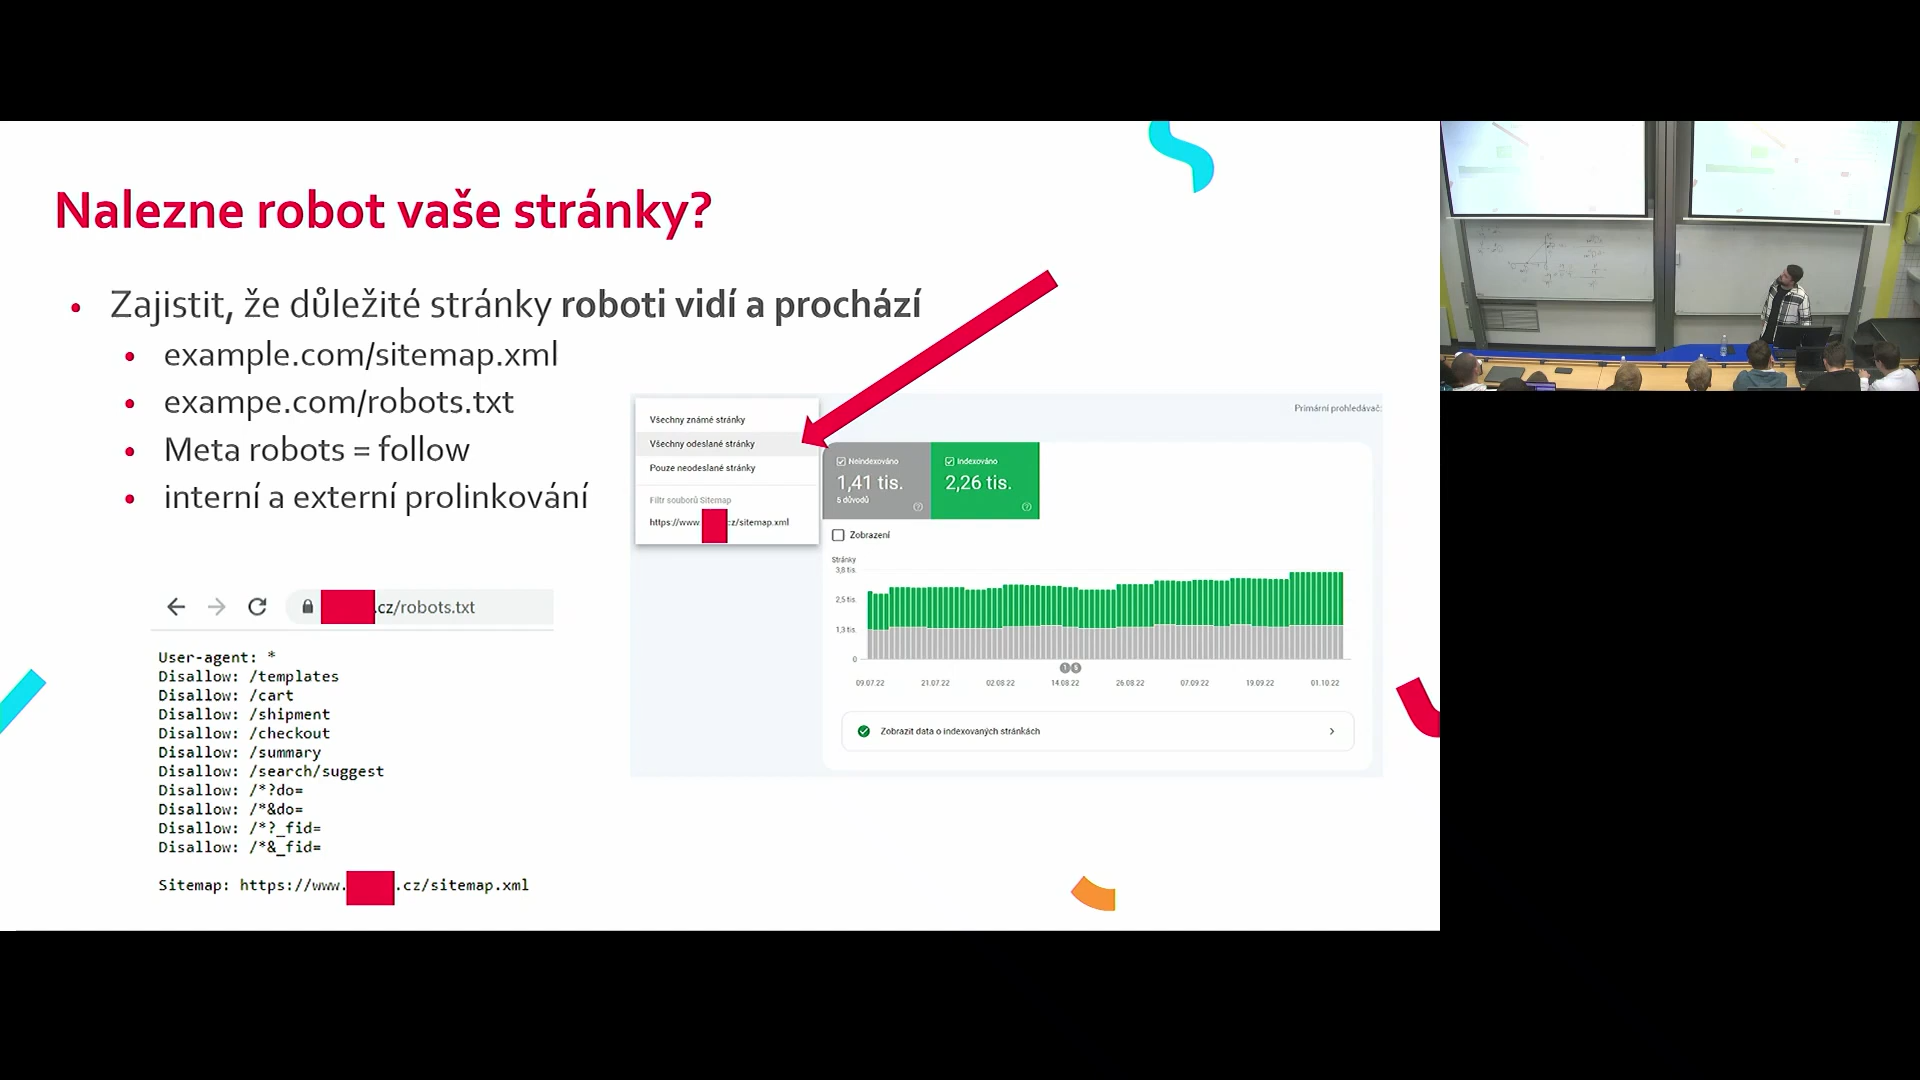 Nalezne robot vaše stránky?
Zajistit, že důležité stránky roboti vidí a prochází
example.com/sitemap.xml
exampe.com/robots.txt
Meta robots = follow
interní a externí prolinkování
.cz/robots.txt
User-agent: *
Disallow: /templates
Disallow: /cart
Disallow: /shipment
Disallow: /checkout
Disallow: /summary
Disallow: /search/suggest
Disallow: /*?do=
Disallow: /*&do=
Disallow: /*?_fid=
Disallow: /*&_fid=
Sitemap: https://www. .cz/sitemap.xml
Všechny známé stránky
Všechny odeslané stránky
Pouze neodeslané stránky
Filtr souborů Sitemap
https://www. cz/sitemap.xml
Primární prohledávač:
Neindexováno
1,41 tis.
5 důvodů
Indexováno
2,26 tis.
Zobrazení
Stránky
3,8 tis.
2,5 tis.
1,3 tis.
0
1 5
09.07.22 21.07.22 02.08.22 14.08.22 26.08.22 07.09.22 19.09.22 01.10.22
Zobrazit data o indexovaných stránkách